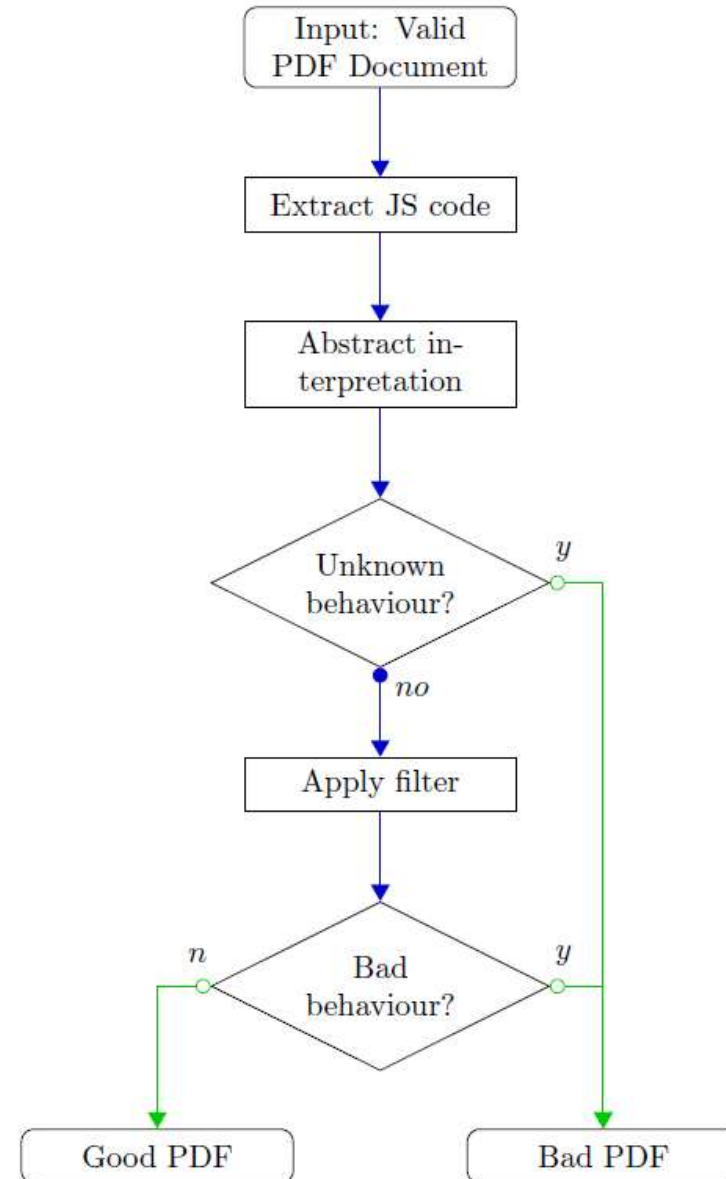 Input: Valid
PDF Document
Extract JS code
Abstract in-
terpretation
Unknown
behaviour?
y
no
Apply filter
Bad
behaviour?
n
y
Good PDF
Bad PDF